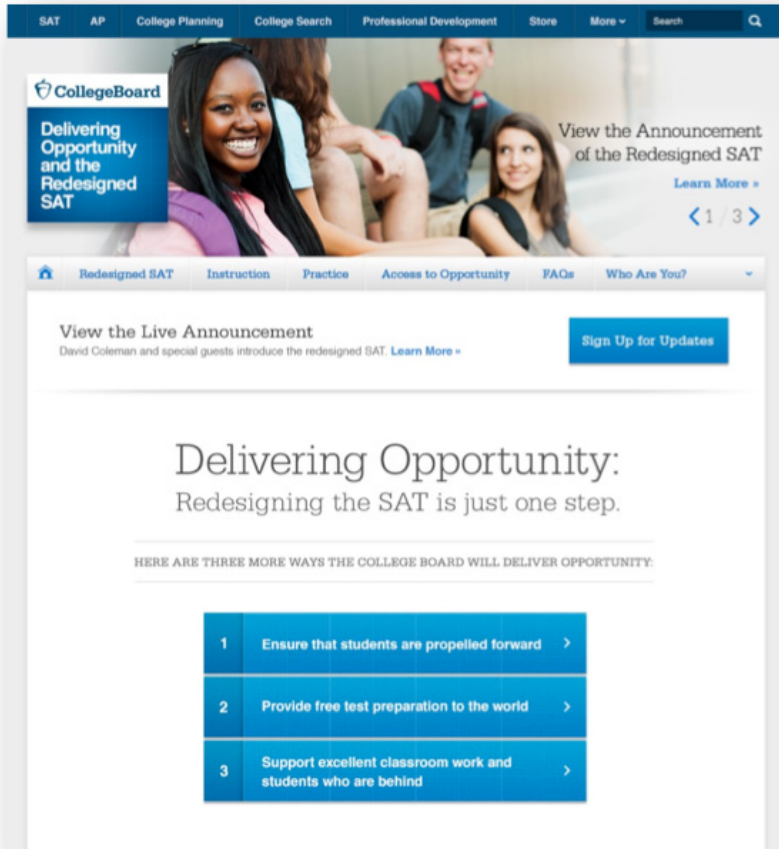 SAT AP College Planning College Search Professional Development Store More Search
CollegeBoard
Delivering
Opportunity
and the
Redesigned
SAT
View the Announcement
of the Redesigned SAT
Learn More »
1 / 3
Redesigned SAT Instruction Practice Access to Opportunity FAQs Who Are You?
View the Live Announcement
David Coleman and special guests introduce the redesigned SAT. Learn More »
Sign Up for Updates
Delivering Opportunity:
Redesigning the SAT is just one step.
HERE ARE THREE MORE WAYS THE COLLEGE BOARD WILL DELIVER OPPORTUNITY:
1 Ensure that students are propelled forward
2 Provide free test preparation to the world
3 Support excellent classroom work and
students who are behind